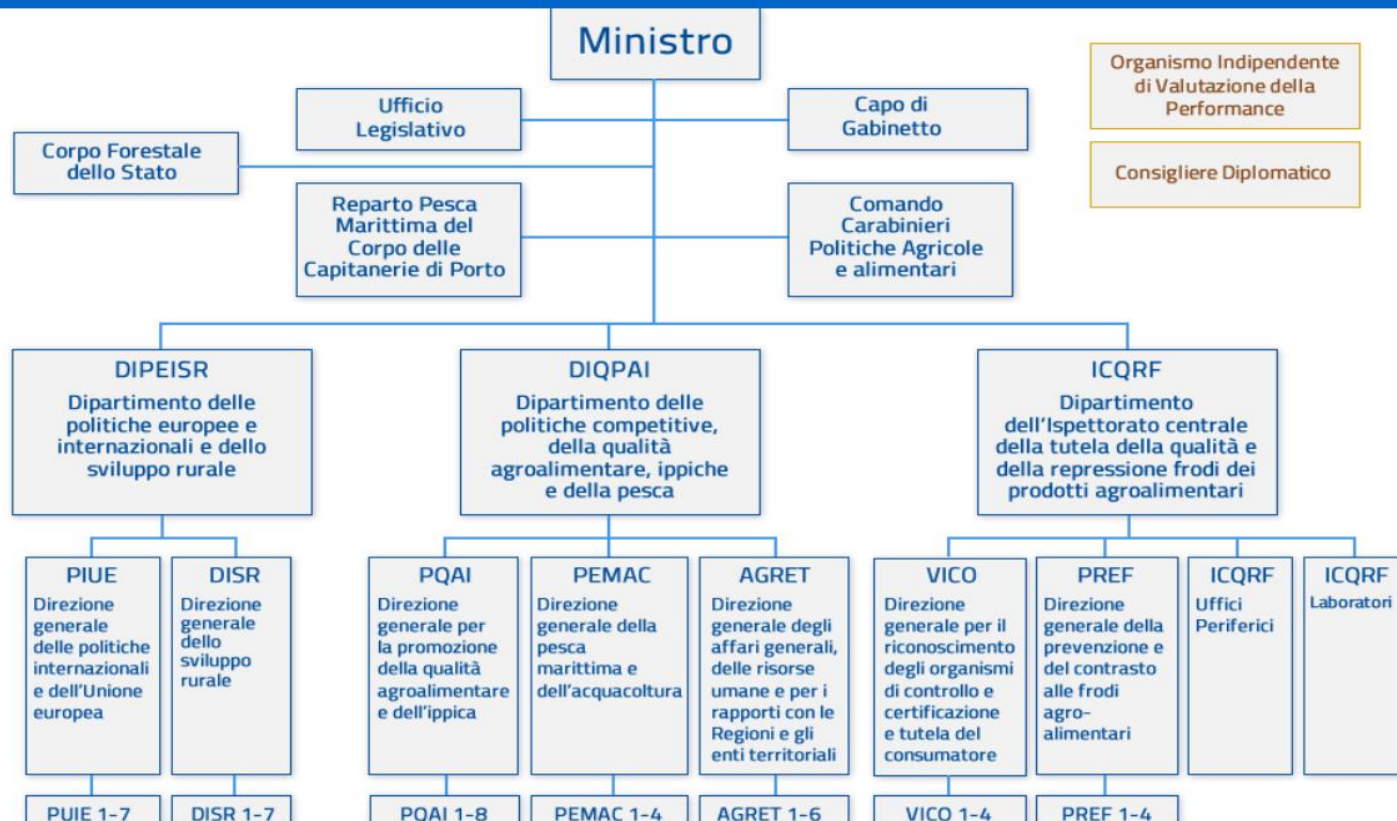 Ministro
Organismo Indipendente
di Valutazione della
Performance
Ufficio
Legislativo
Capo di
Gabinetto
Corpo Forestale
dello Stato
Consigliere Diplomatico
Reparto Pesca
Marittima del
Corpo delle
Capitanerie di Porto
Comando
Carabinieri
Politiche Agricole
e alimentari
DIPEISR
Dipartimento delle
politiche europee e
internazionali e dello
sviluppo rurale
DIQPAI
Dipartimento delle
politiche competitive,
della qualità
agroalimentare, ippiche
e della pesca
ICQRF
Dipartimento
dell'Ispettorato centrale
della tutela della qualità e
della repressione frodi dei
prodotti agroalimentari
PIUE
Direzione
generale
delle politiche
internazionali
e dell'Unione
europea
DISR
Direzione
generale
dello
sviluppo
rurale
PQAI
Direzione
generale per
la promozione
della qualità
agroalimentare
e dell'ippica
PEMAC
Direzione
generale della
pesca
marittima e
dell'acquacoltura
AGRET
Direzione
generale degli
affari generali,
delle risorse
umane e per i
rapporti con le
Regioni e gli
enti territoriali
VICO
Direzione
generale per il
riconoscimento
degli organismi
di controllo e
certificazione
e tutela del
consumatore
PREF
Direzione
generale della
prevenzione e
del contrasto
alle frodi
agro-
alimentari
ICQRF
Uffici
Periferici
ICQRF
Laboratori
PUIE 1-7
DISR 1-7
PQAI 1-8
PEMAC 1-4
AGRET 1-6
VICO 1-4
PREF 1-4